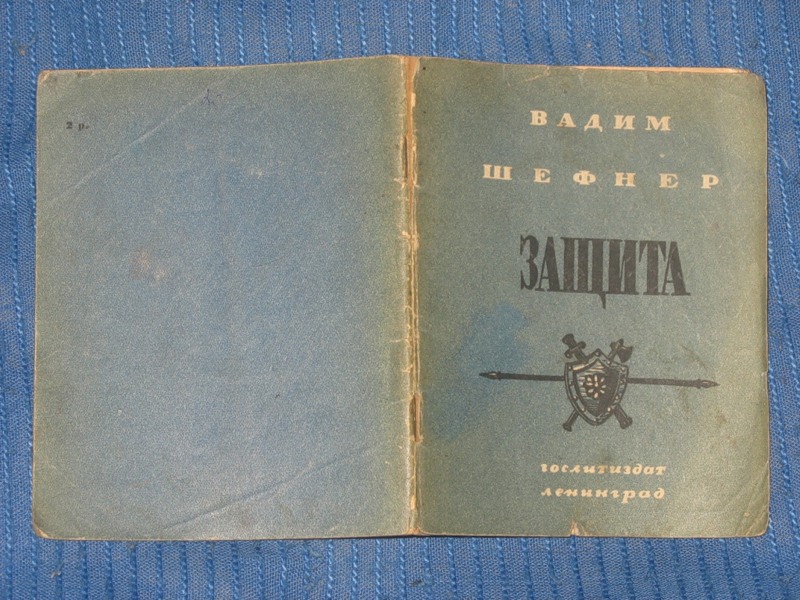 2 р.
ВАДИМ
ШЕФНЕР
ЗАЩИТА
гослитиздат
ленинград